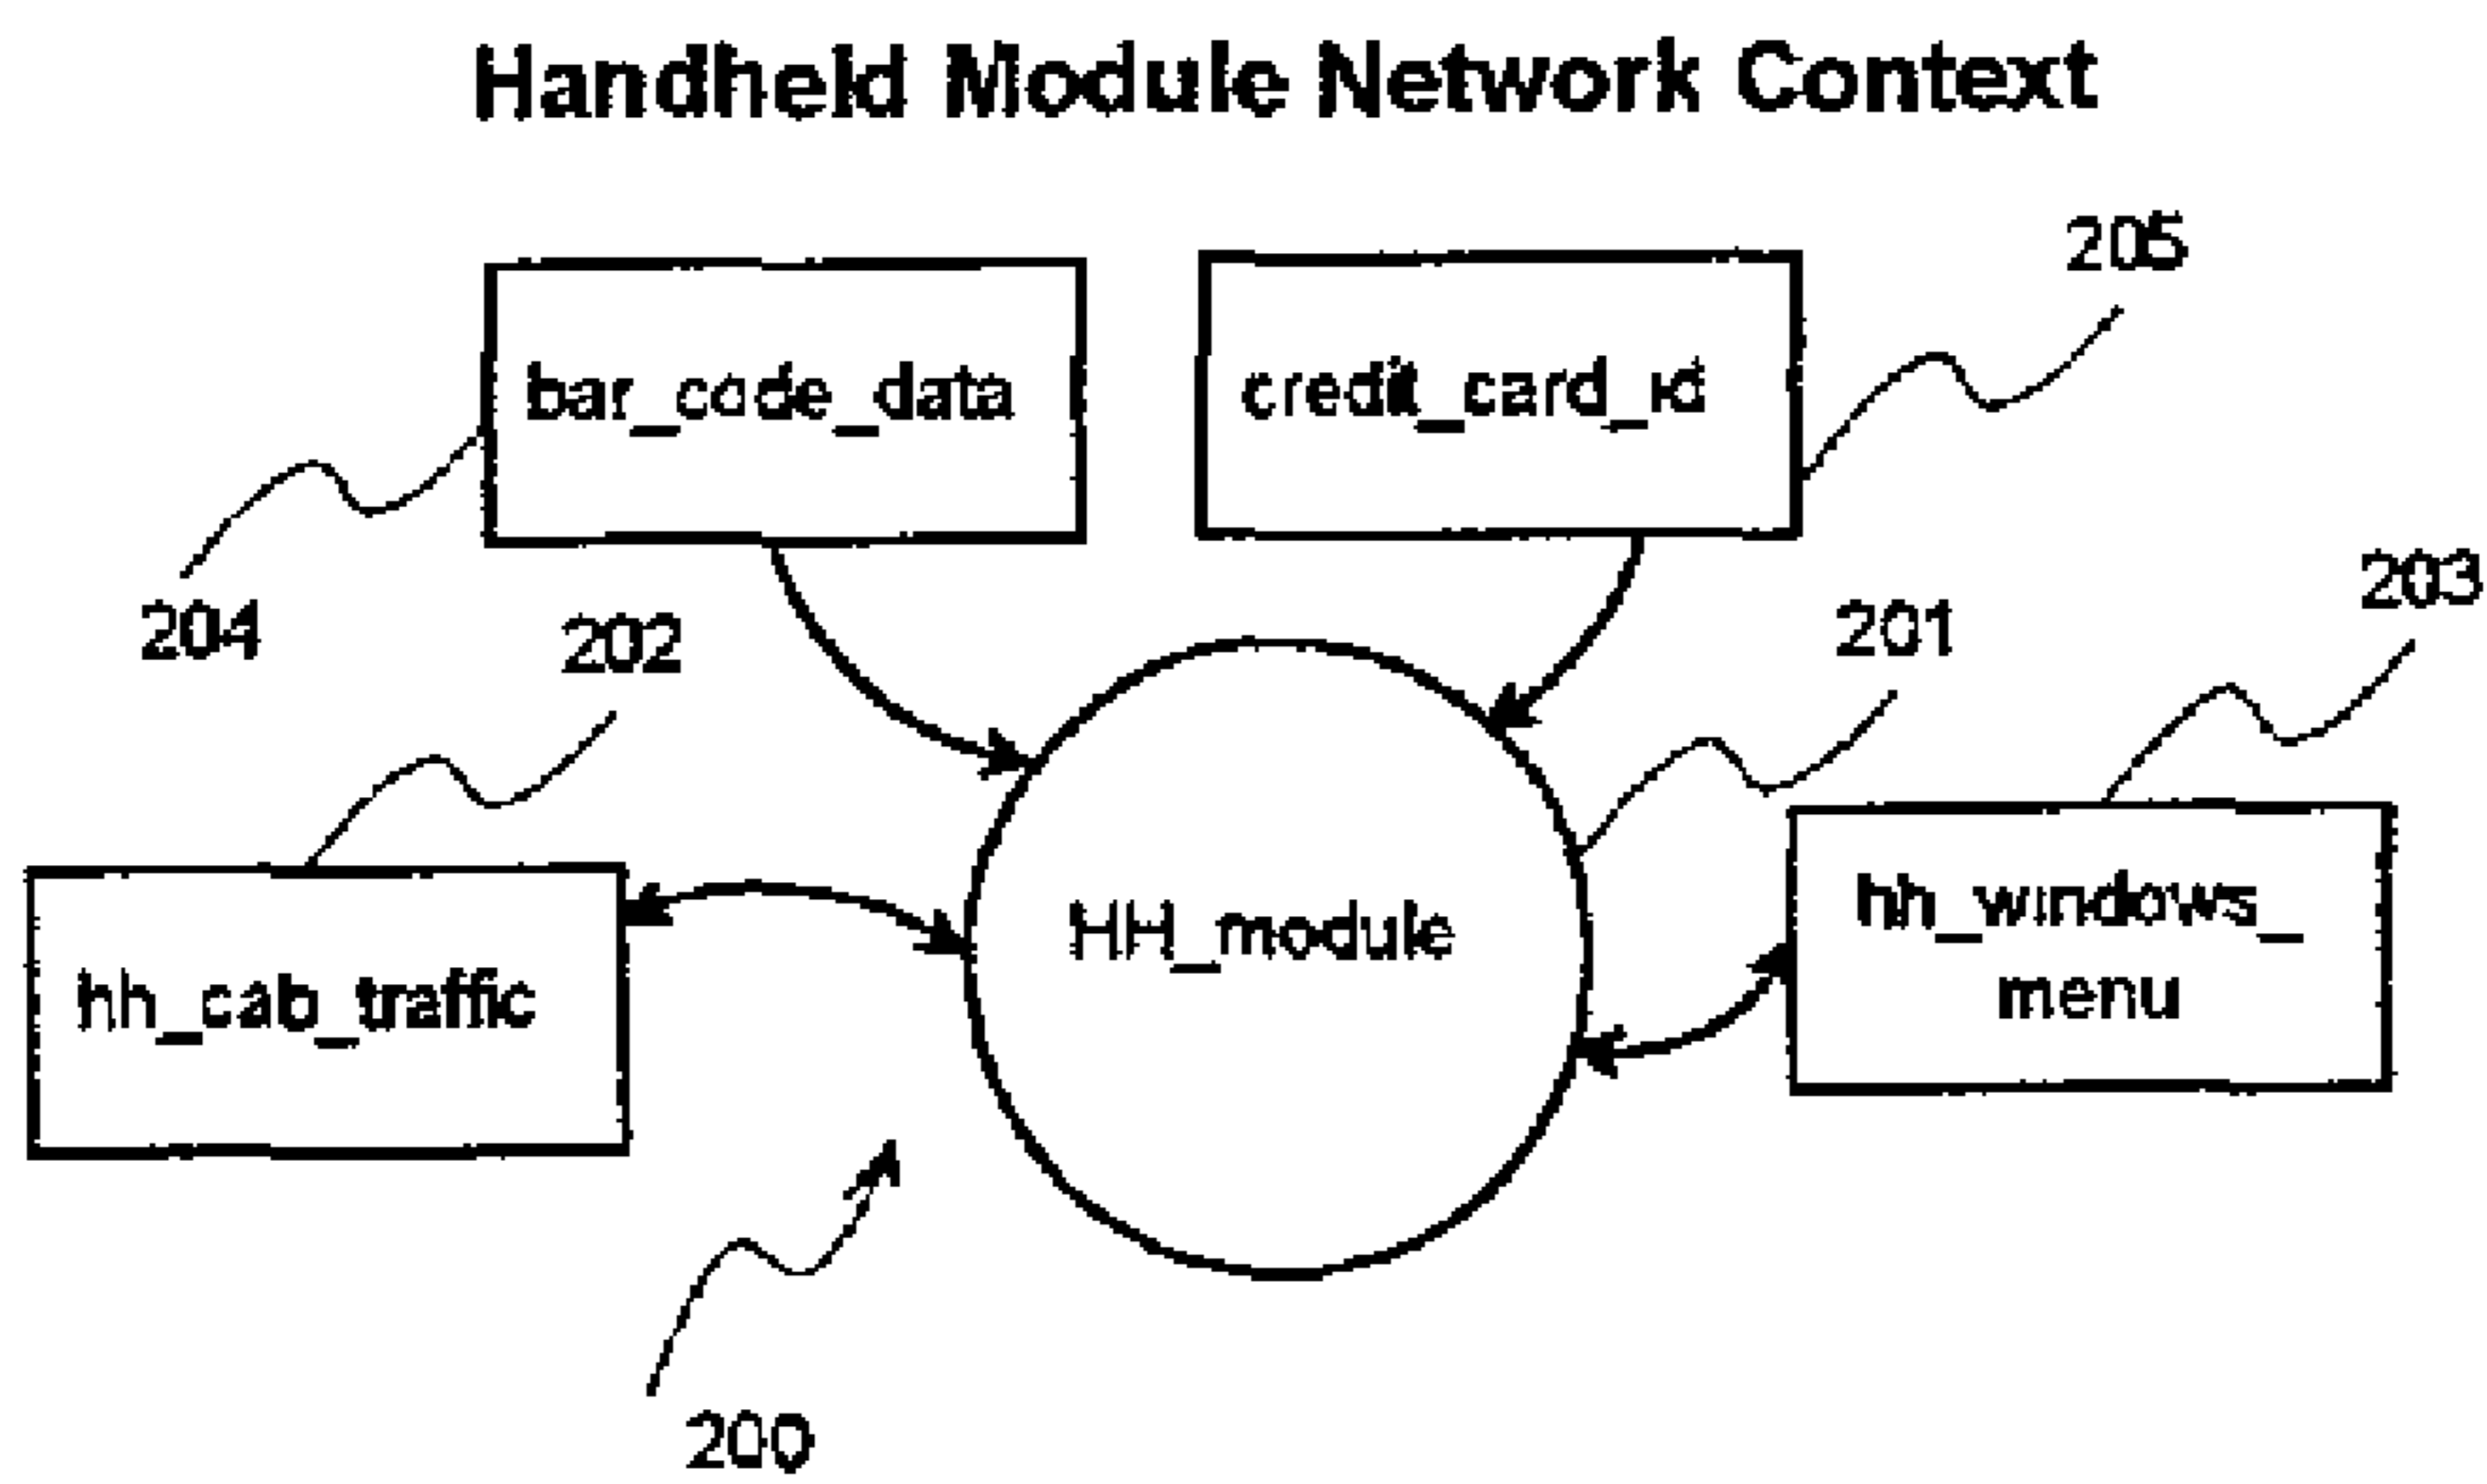 Handheld Module Network Context
205
bar_code_data
credit_card_id
204
202
201
203
HH_module
hh_windows_
menu
hh_cab_traffic
200